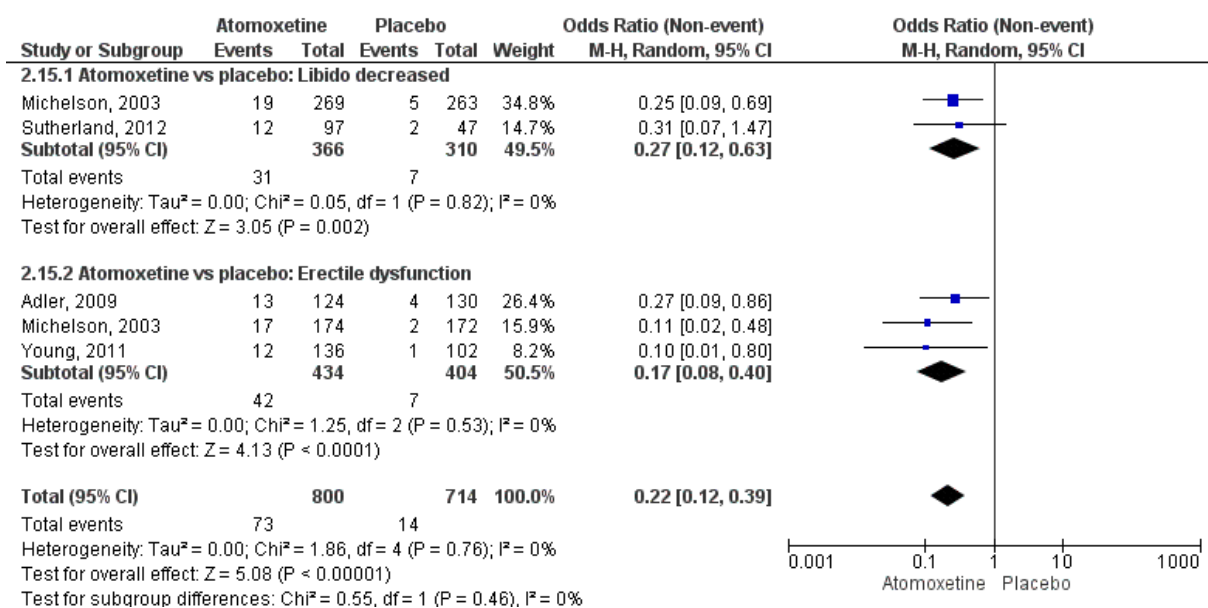 Atomoxetine Placebo Odds Ratio (Non-event) Odds Ratio (Non-event)
Study or Subgroup Events Total Events Total Weight M-H, Random, 95% CI M-H, Random, 95% CI
2.15.1 Atomoxetine vs placebo: Libido decreased
Michelson, 2003 19 269 5 263 34.8% 0.25 [0.09, 0.69]
Sutherland, 2012 12 97 2 47 14.7% 0.31 [0.07, 1.47]
Subtotal (95% CI) 366 310 49.5% 0.27 [0.12, 0.63]
Total events 31 7
Heterogeneity: Tau² = 0.00; Chi² = 0.05, df = 1 (P = 0.82); I² = 0%
Test for overall effect: Z = 3.05 (P = 0.002)
2.15.2 Atomoxetine vs placebo: Erectile dysfunction
Adler, 2009 13 124 4 130 26.4% 0.27 [0.09, 0.86]
Michelson, 2003 17 174 2 172 15.9% 0.11 [0.02, 0.48]
Young, 2011 12 136 1 102 8.2% 0.10 [0.01, 0.80]
Subtotal (95% CI) 434 404 50.5% 0.17 [0.08, 0.40]
Total events 42 7
Heterogeneity: Tau² = 0.00; Chi² = 1.25, df = 2 (P = 0.53); I² = 0%
Test for overall effect: Z = 4.13 (P < 0.0001)
Total (95% CI) 800 714 100.0% 0.22 [0.12, 0.39]
Total events 73 14
Heterogeneity: Tau² = 0.00; Chi² = 1.86, df = 4 (P = 0.76); I² = 0%
Test for overall effect: Z = 5.08 (P < 0.00001)
Test for subgroup differences: Chi² = 0.55, df = 1 (P = 0.46), I² = 0%
0.001 0.1 1 10 1000
Atomoxetine Placebo